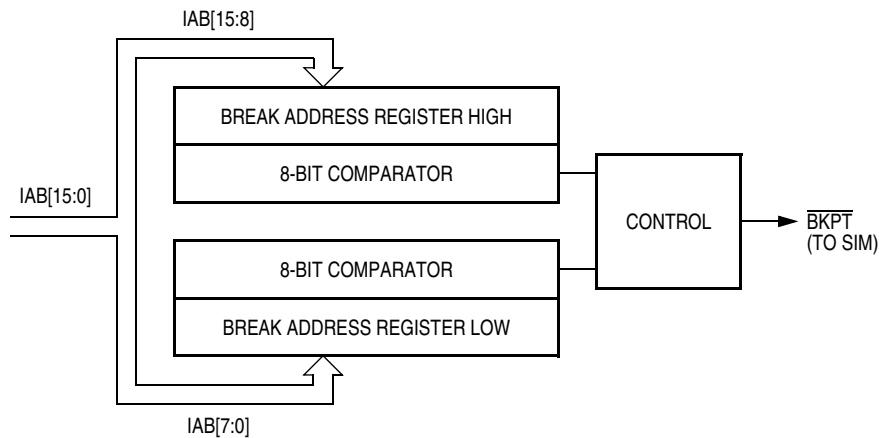 IAB[15:8]
BREAK ADDRESS REGISTER HIGH
8-BIT COMPARATOR
IAB[15:0]
CONTROL
BKPT
(TO SIM)
8-BIT COMPARATOR
BREAK ADDRESS REGISTER LOW
IAB[7:0]